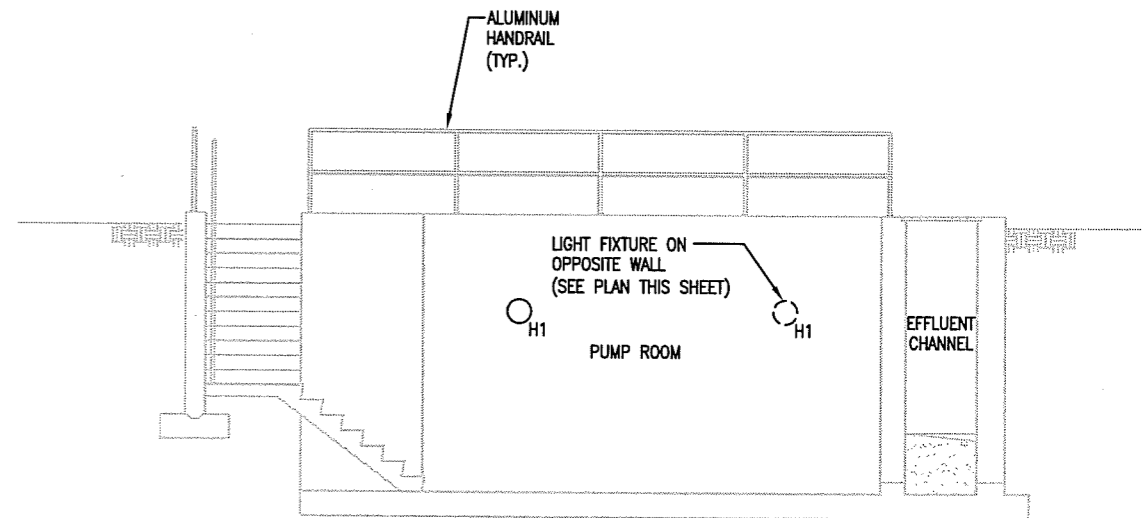 ALUMINUM
HANDRAIL
(TYP.)
LIGHT FIXTURE ON
OPPOSITE WALL
(SEE PLAN THIS SHEET)
H1
H1
PUMP ROOM
EFFLUENT
CHANNEL